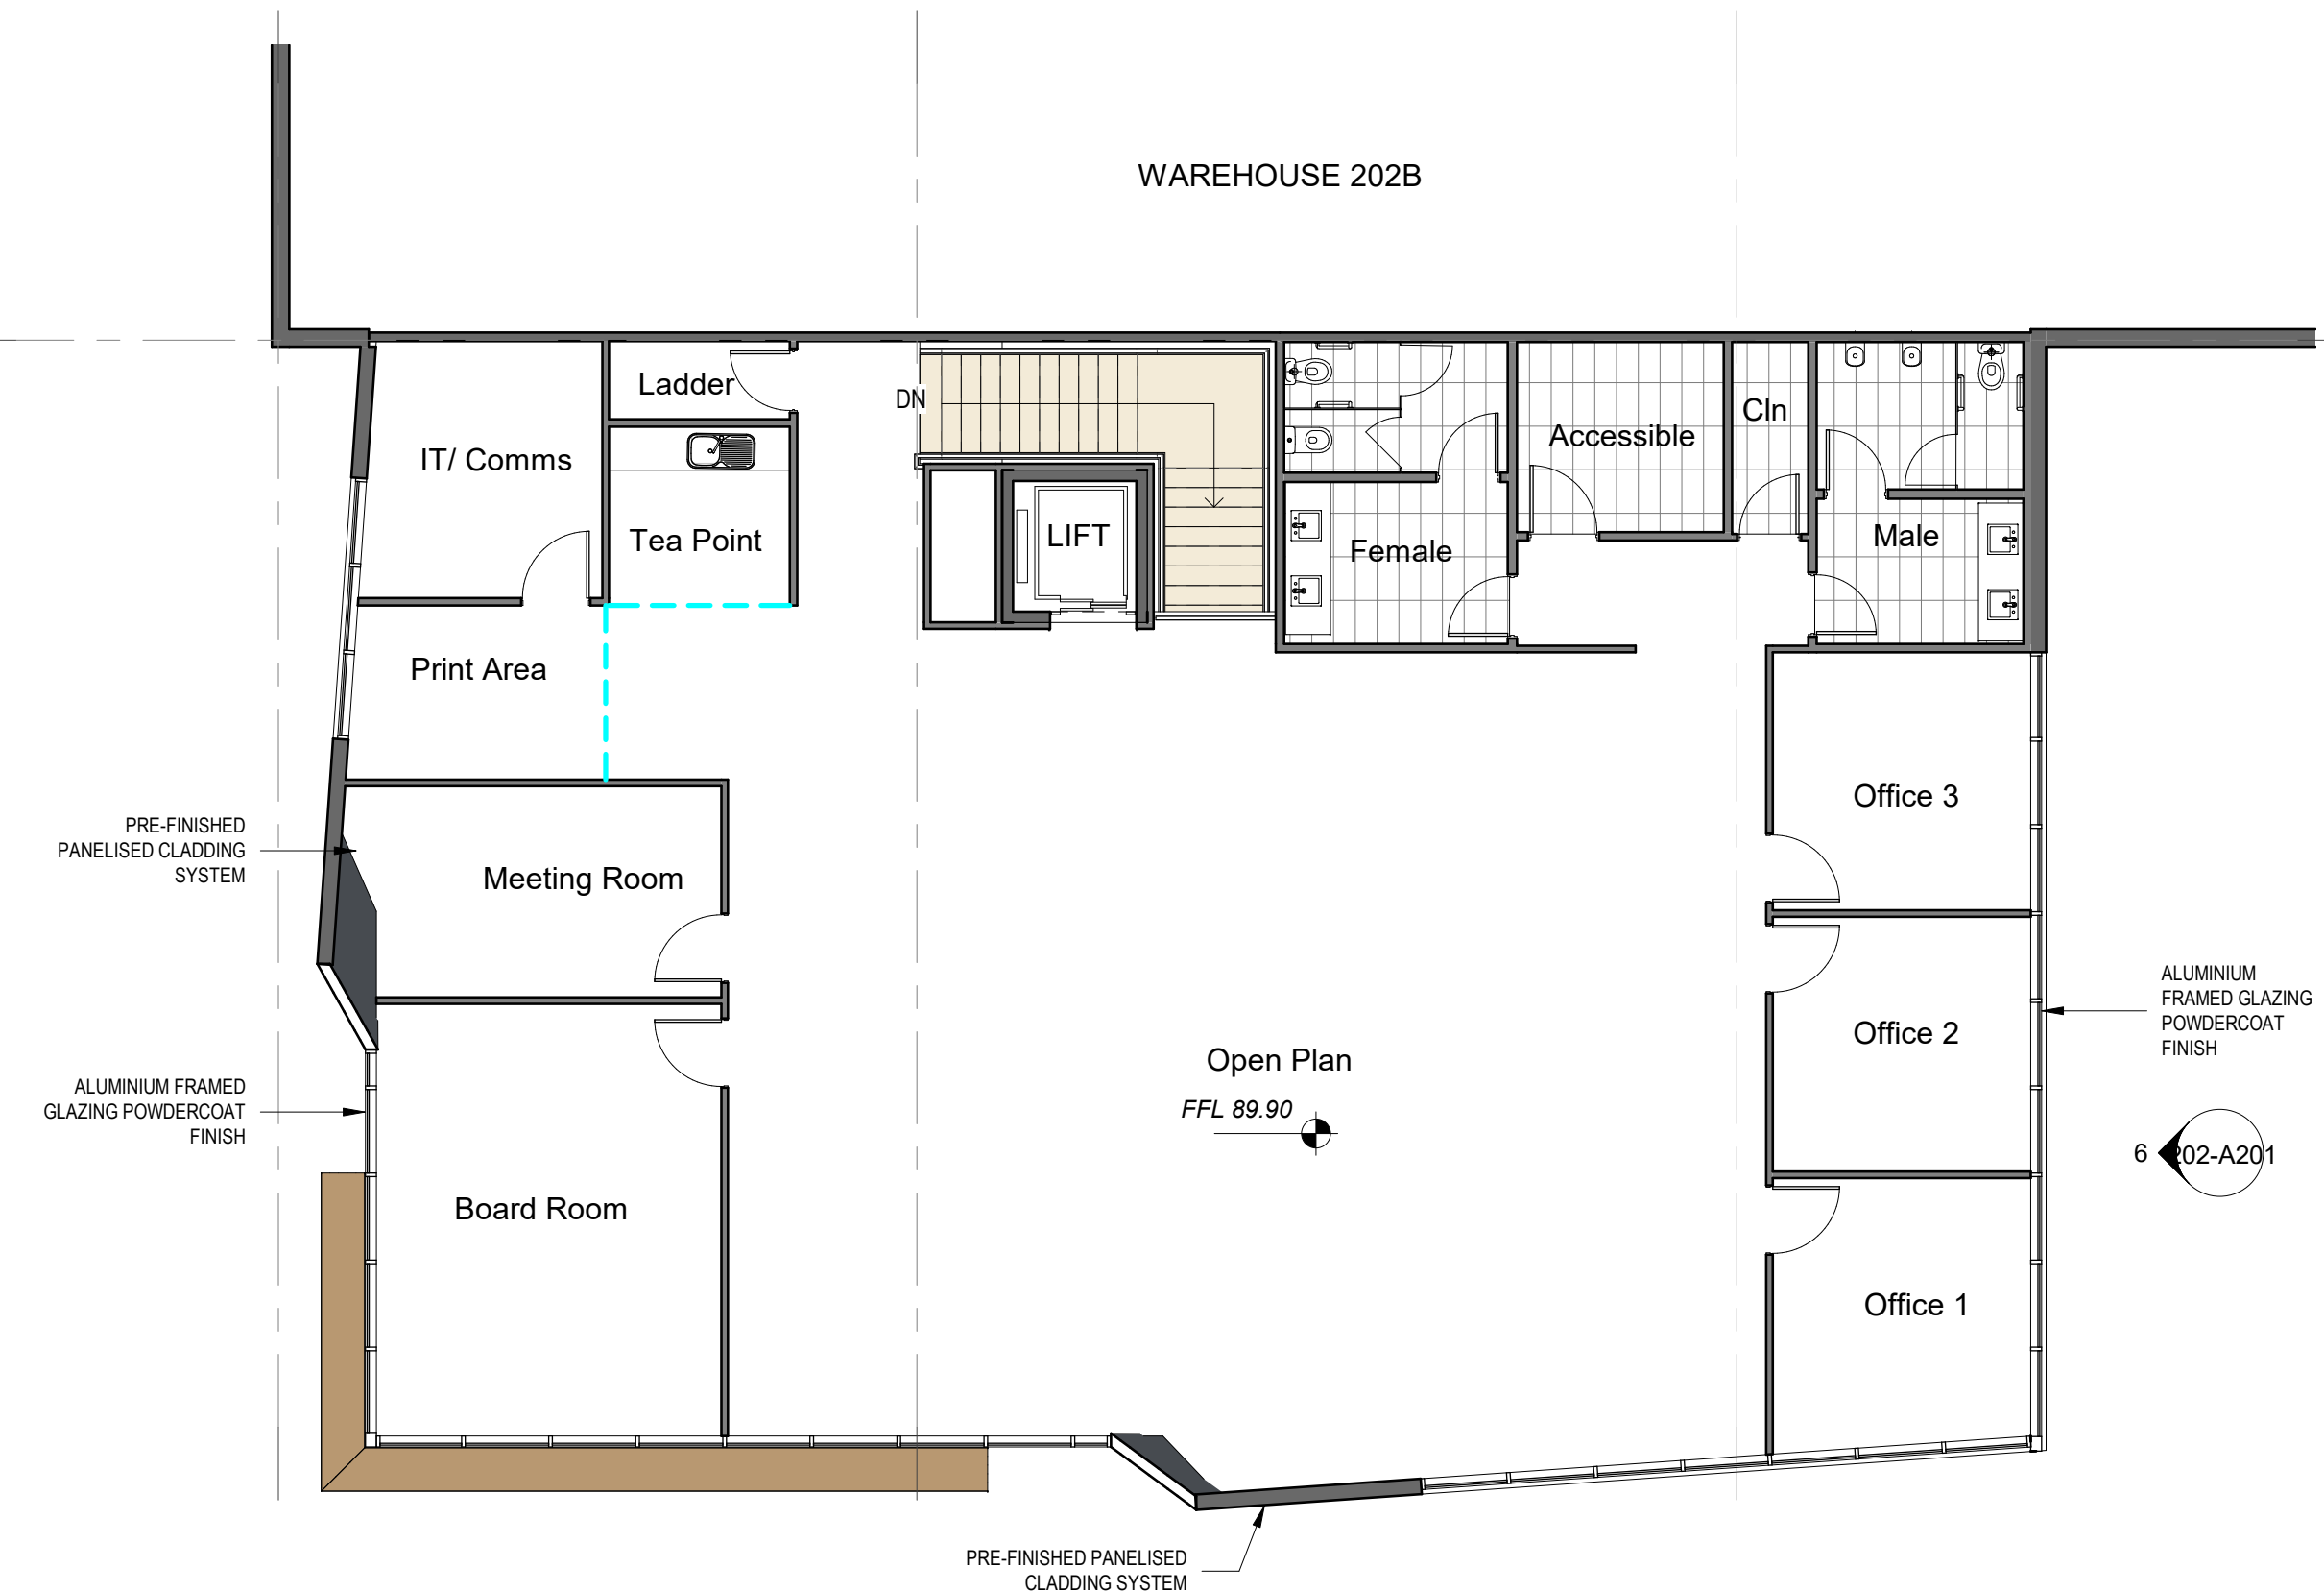 WAREHOUSE 202B
Ladder
DN
Cln
Accessible
IT/ Comms
Tea Point
LIFT
Female
Male
Print Area
Office 3
PRE-FINISHED
PANELISED CLADDING
SYSTEM
Meeting Room
ALUMINIUM
FRAMED GLAZING
POWDERCOAT
FINISH
Office 2
Open Plan
FFL 89.90
ALUMINIUM FRAMED
GLAZING POWDERCOAT
FINISH
6
202-A201
Board Room
Office 1
PRE-FINISHED PANELISED
CLADDING SYSTEM